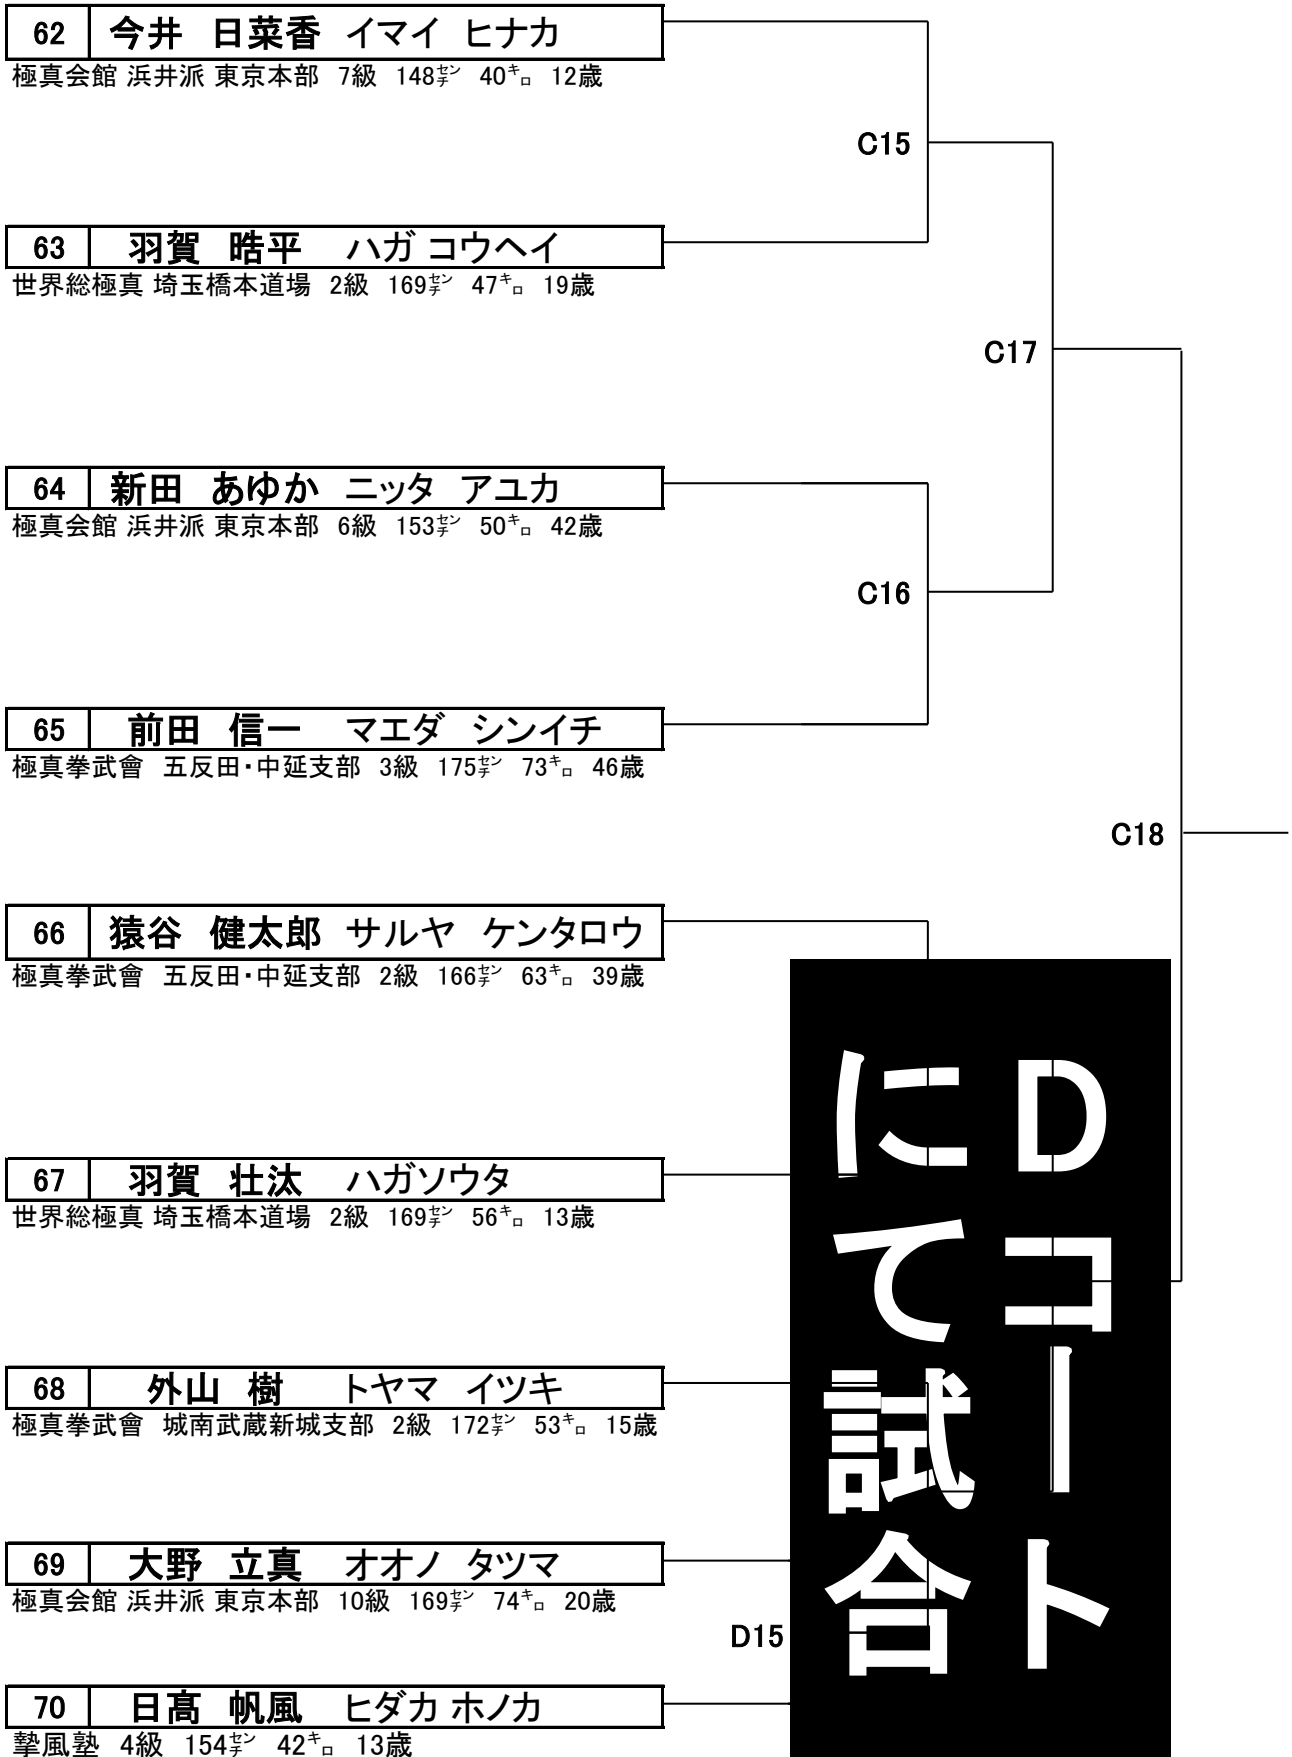 62 今井 日菜香 イマイ ヒナカ
極真会館 浜井派 東京本部 7級 148㌢ 40㌔ 12歳
C15
63 羽賀 晧平 ハガ コウヘイ
世界総極真 埼玉橋本道場 2級 169㌢ 47㌔ 19歳
C17
64 新田 あゆか ニッタ アユカ
極真会館 浜井派 東京本部 6級 153㌢ 50㌔ 42歳
C16
65 前田 信一 マエダ シンイチ
極真拳武會 五反田・中延支部 3級 175㌢ 73㌔ 46歳
C18
66 猿谷 健太郎 サルヤ ケンタロウ
極真拳武會 五反田・中延支部 2級 166㌢ 63㌔ 39歳
67 羽賀 壮汰 ハガソウタ
世界総極真 埼玉橋本道場 2級 169㌢ 56㌔ 13歳
68 外山 樹 トヤマ イツキ
極真拳武會 城南武蔵新城支部 2級 172㌢ 53㌔ 15歳
69 大野 立真 オオノ タツマ
極真会館 浜井派 東京本部 10級 169㌢ 74㌔ 20歳
D15
70 日髙 帆風 ヒダカ ホノカ
摯風塾 4級 154㌢ 42㌔ 13歳
Dコート
にて試合